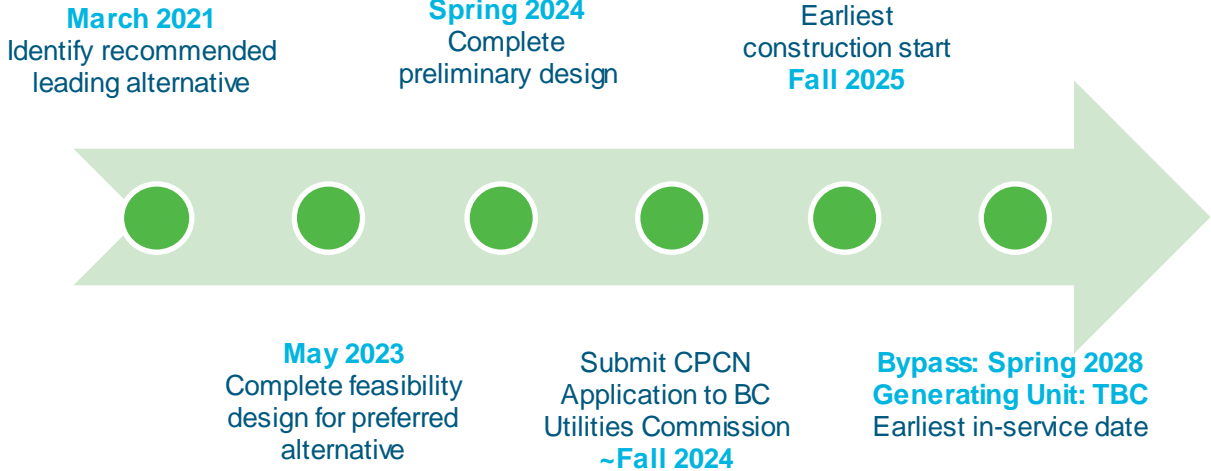 March 2021
Identify recommended
leading alternative
Spring 2024
Complete
preliminary design
Earliest
construction start
Fall 2025
May 2023
Complete feasibility
design for preferred
alternative
Submit CPCN
Application to BC
Utilities Commission
~Fall 2024
Bypass: Spring 2028
Generating Unit: TBC
Earliest in-service date